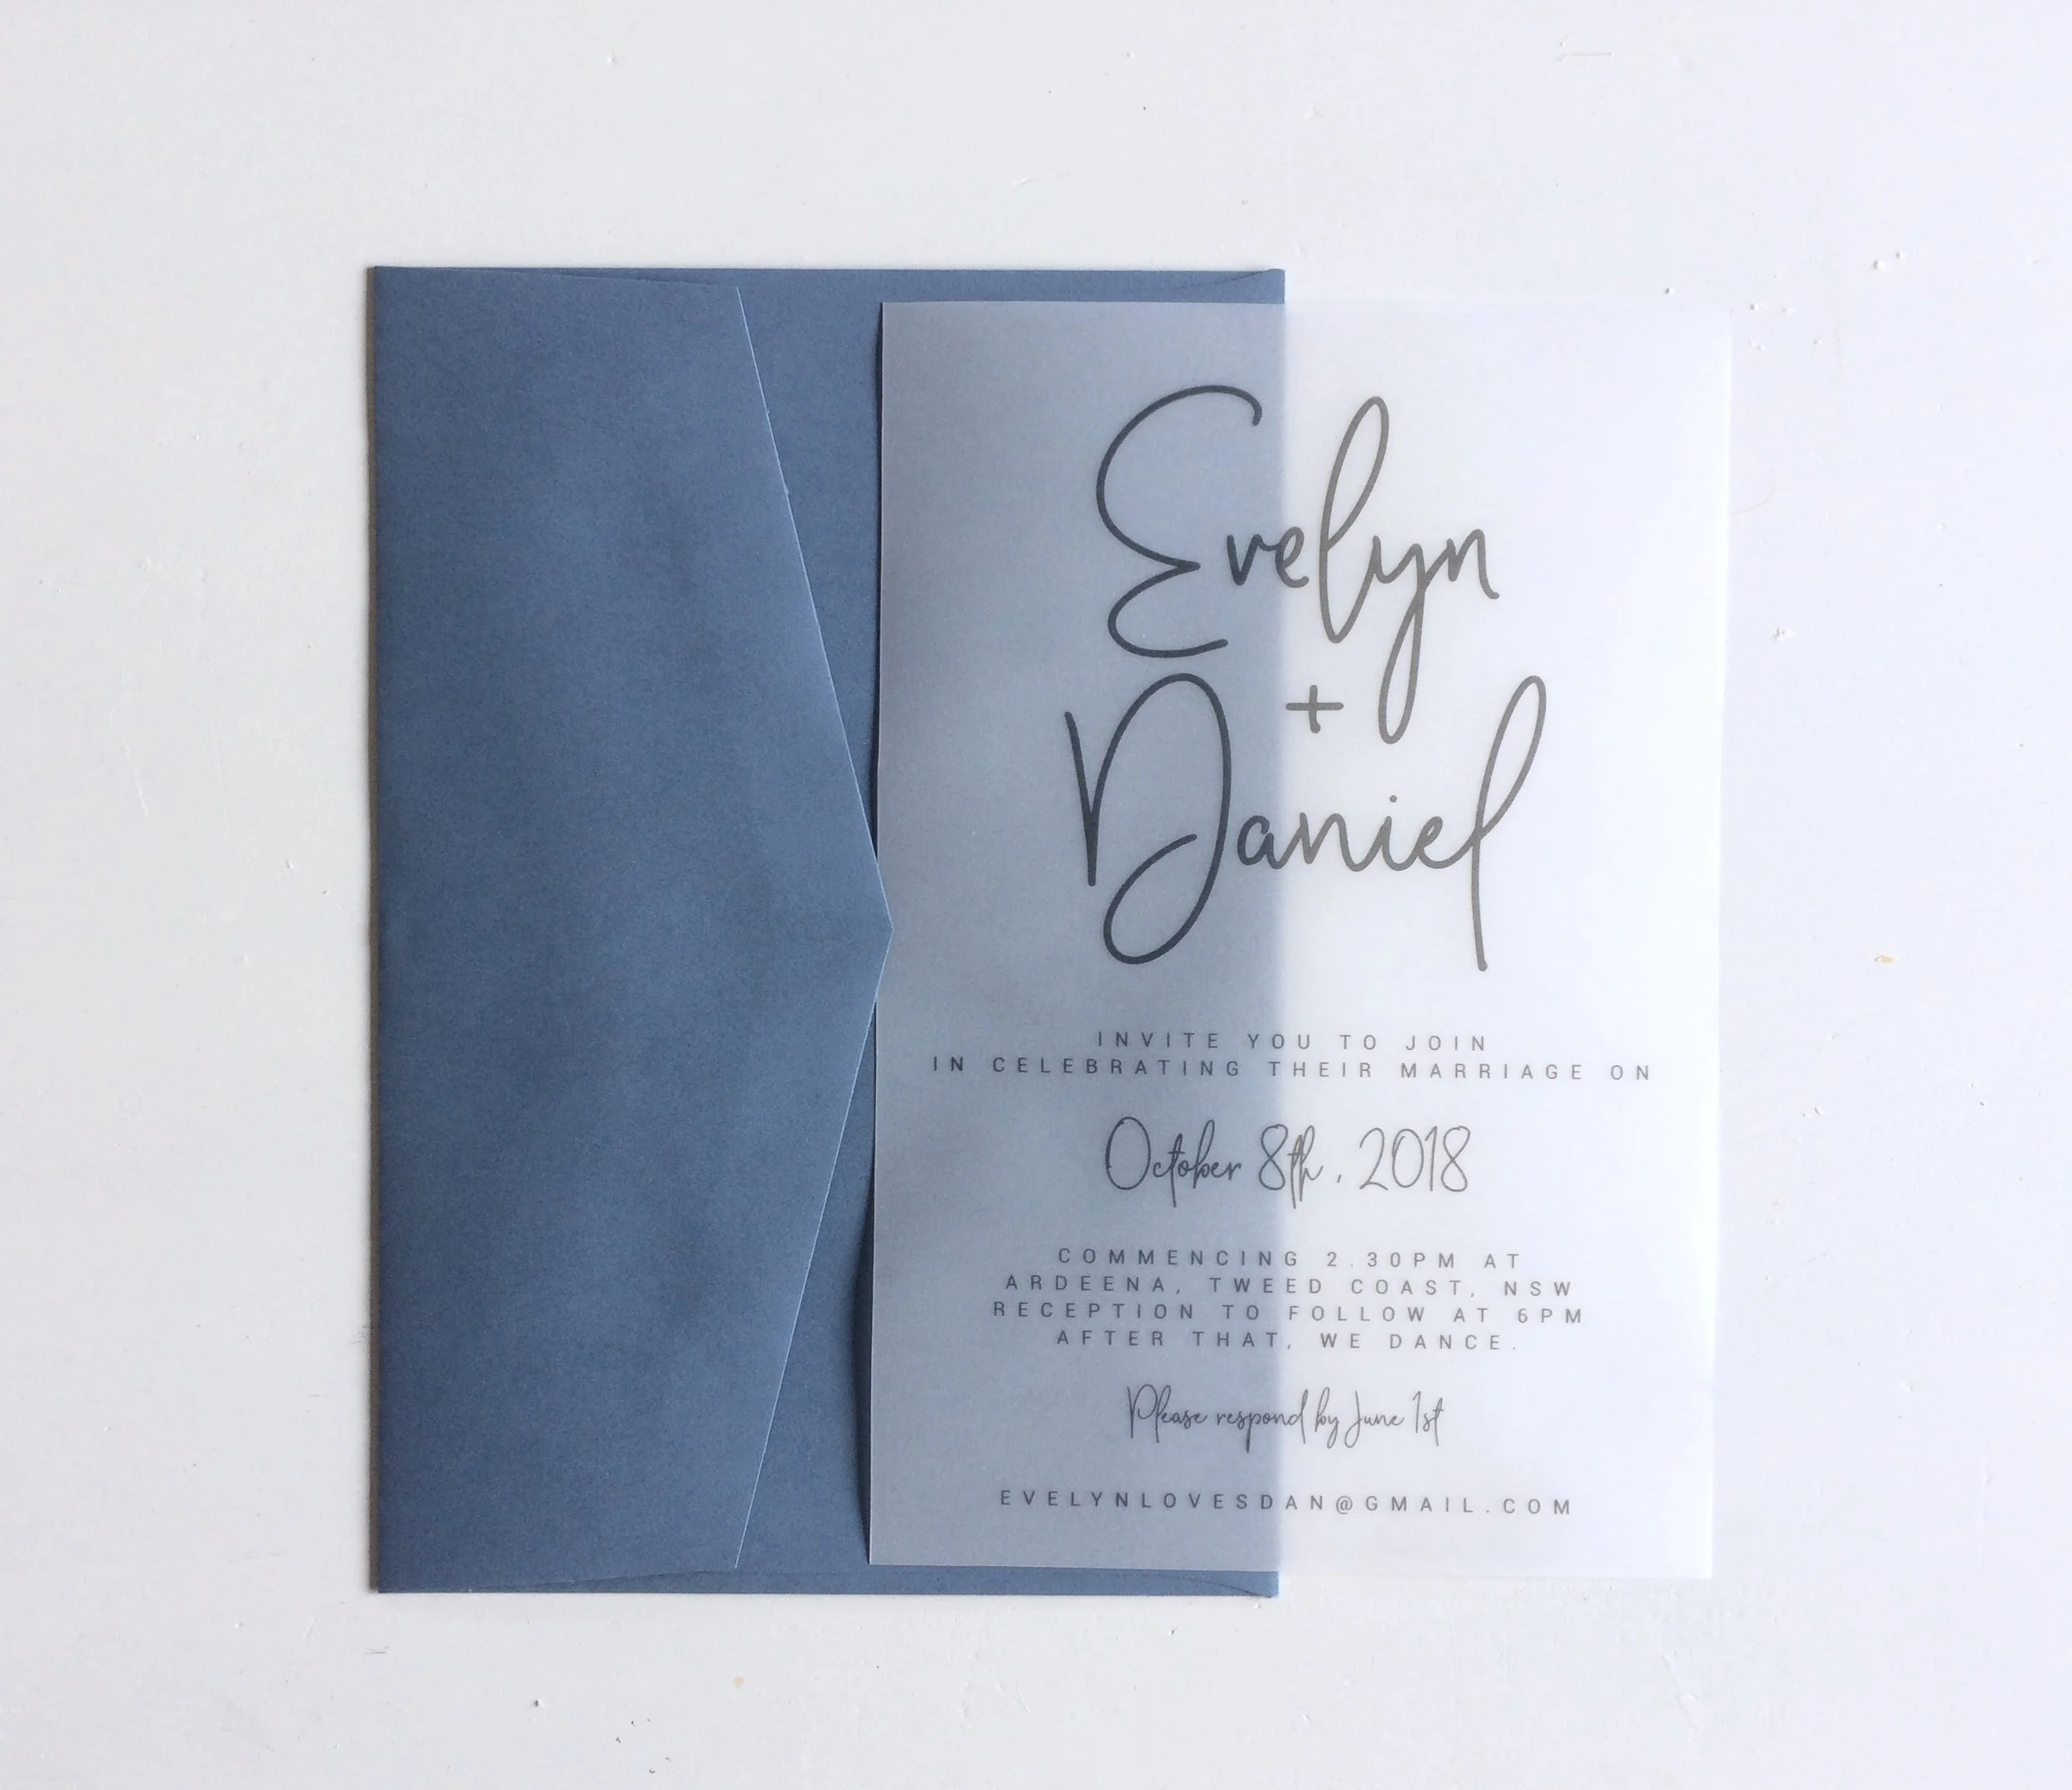 Evelyn
+
Daniel
INVITE YOU TO JOIN
IN CELEBRATING THEIR MARRIAGE ON
October 8th, 2018
COMMENCING 2.30PM AT
ARDEENA, TWEED COAST, NSW
RECEPTION TO FOLLOW AT 6PM
AFTER THAT, WE DANCE.
Please respond by June 1st
EVELYNLOVESDAN@GMAIL.COM